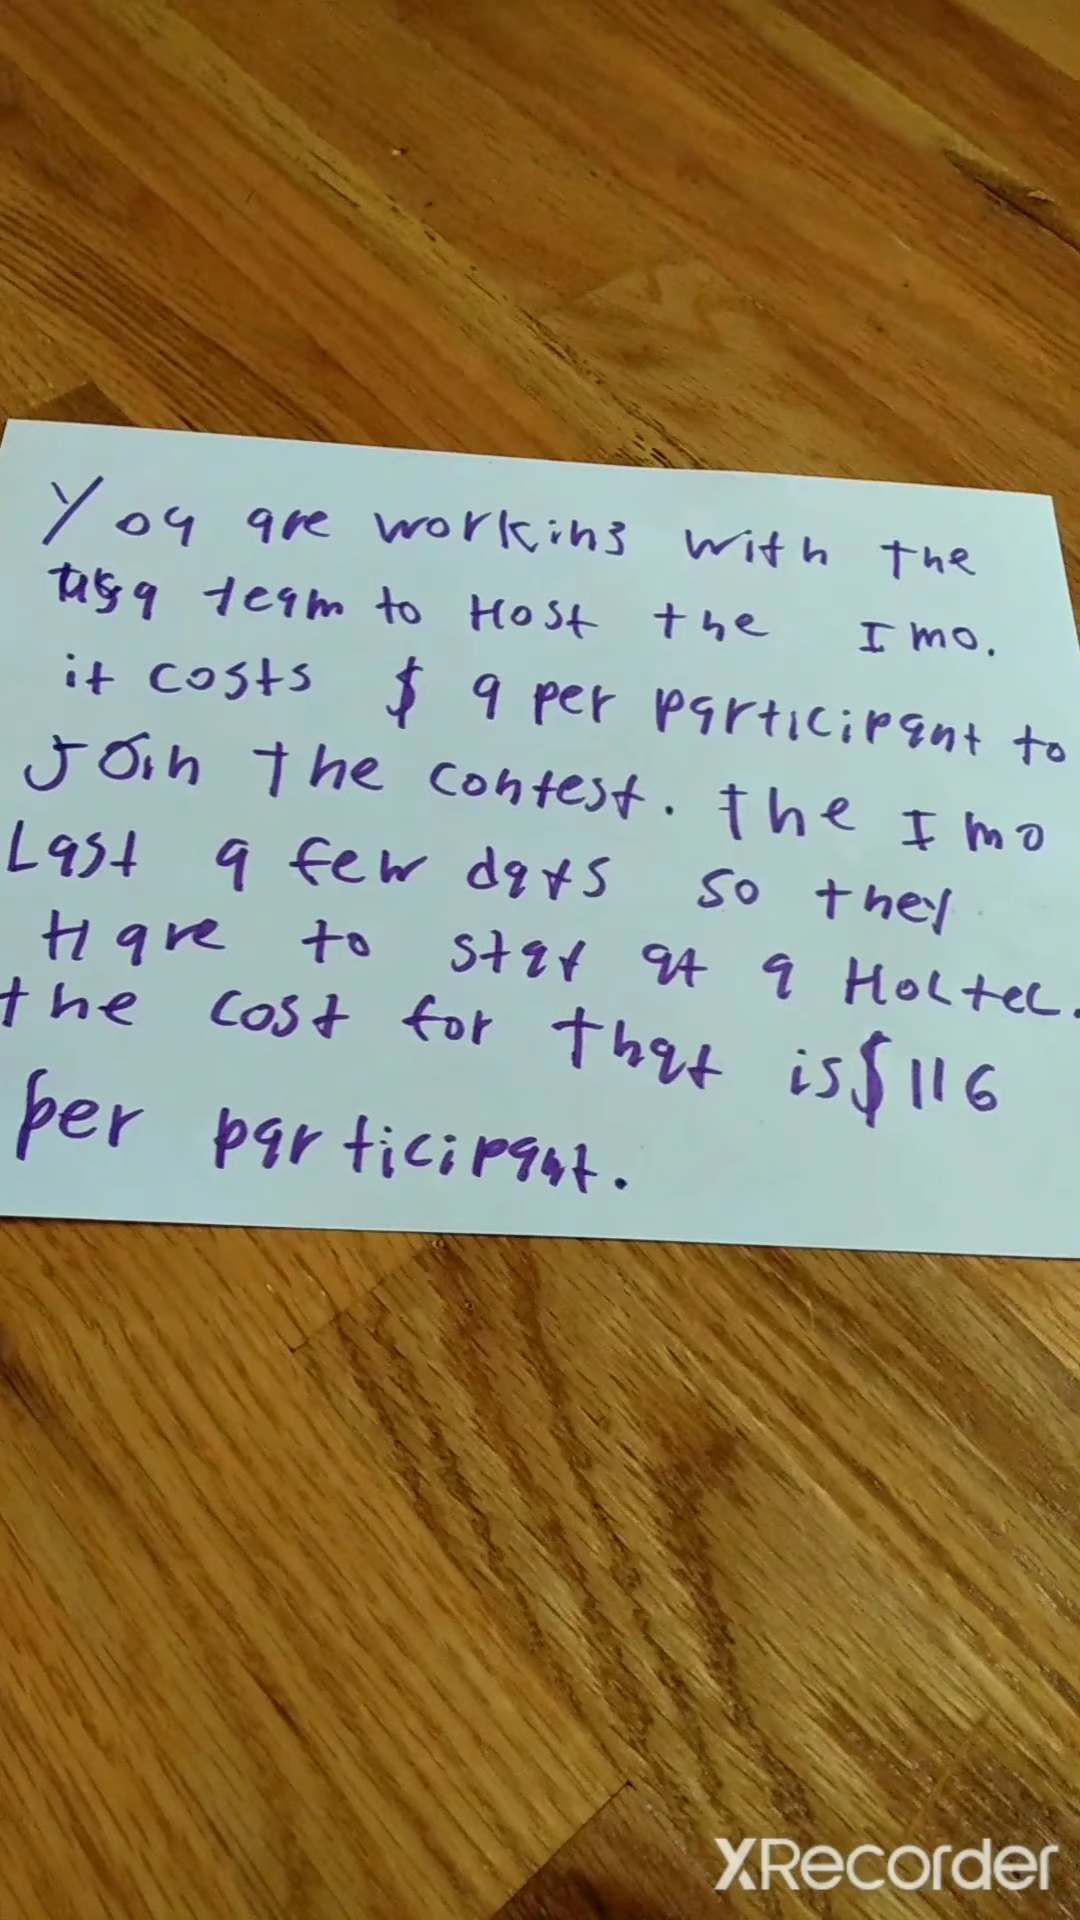 You are working with the
usa team to Host the Imo.
it costs $ 9 per participant to
Join the contest. the Imo
Last a few days so they
Have to stay at a Holtel.
the cost for that is $116
per participant.
XRecorder